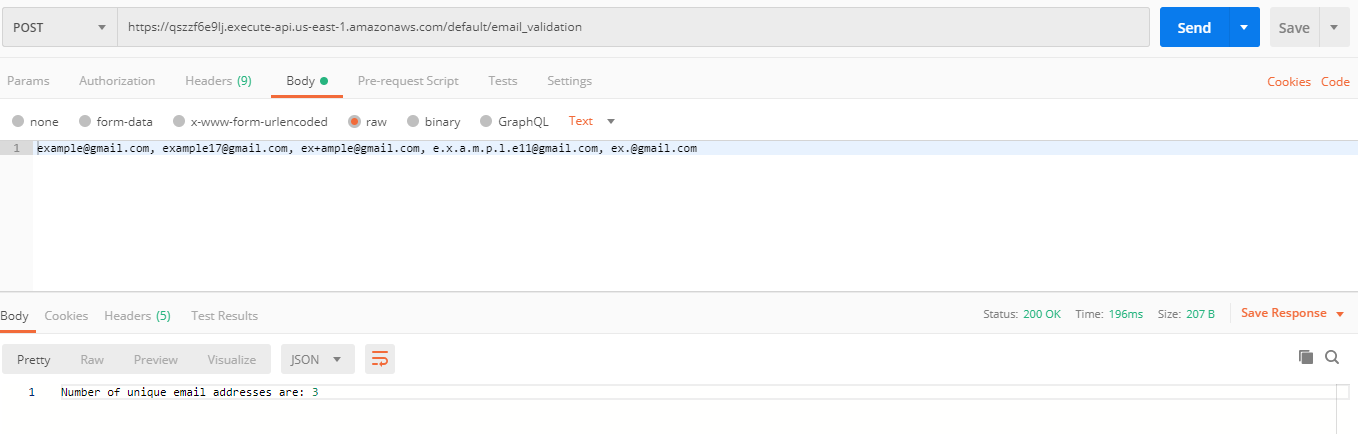 POST https://qszzf6e9lj.execute-api.us-east-1.amazonaws.com/default/email_validation Send Save
Params Authorization Headers (9) Body Pre-request Script Tests Settings Cookies Code
none form-data x-www-form-urlencoded raw binary GraphQL Text
1 example@gmail.com, example17@gmail.com, ex+ample@gmail.com, e.x.a.m.p.l.e11@gmail.com, ex.@gmail.com
Body Cookies Headers (5) Test Results Status: 200 OK Time: 196ms Size: 207 B Save Response
Pretty Raw Preview Visualize JSON
1 Number of unique email addresses are: 3